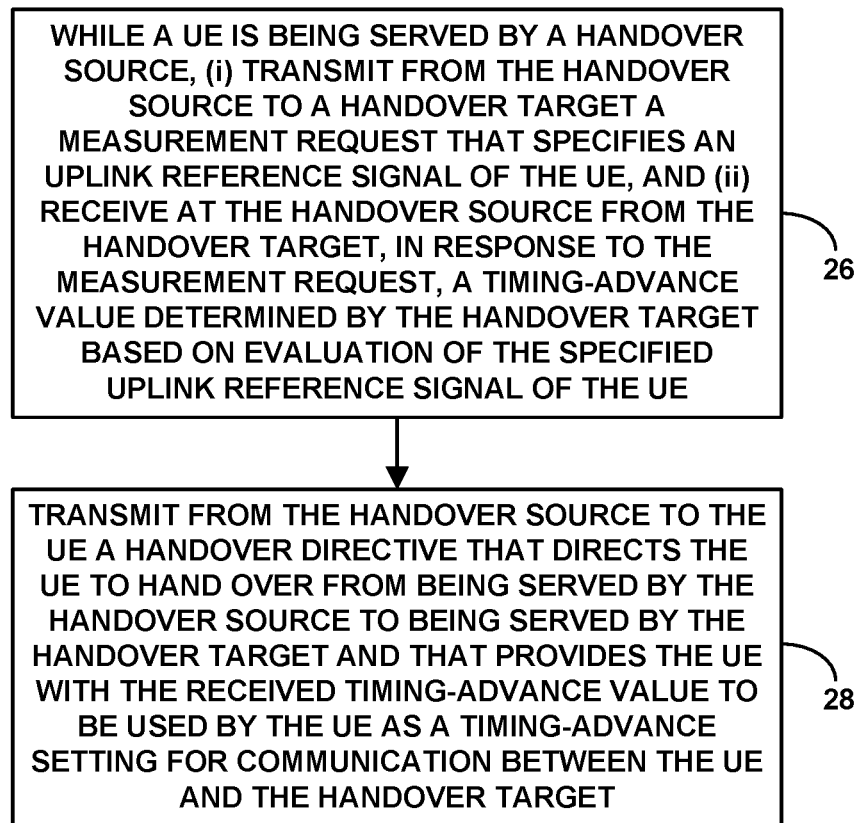 WHILE A UE IS BEING SERVED BY A HANDOVER
SOURCE, (i) TRANSMIT FROM THE HANDOVER
SOURCE TO A HANDOVER TARGET A
MEASUREMENT REQUEST THAT SPECIFIES AN
UPLINK REFERENCE SIGNAL OF THE UE, AND (ii)
RECEIVE AT THE HANDOVER SOURCE FROM THE
HANDOVER TARGET, IN RESPONSE TO THE
MEASUREMENT REQUEST, A TIMING-ADVANCE
VALUE DETERMINED BY THE HANDOVER TARGET
BASED ON EVALUATION OF THE SPECIFIED
UPLINK REFERENCE SIGNAL OF THE UE
26
TRANSMIT FROM THE HANDOVER SOURCE TO THE
UE A HANDOVER DIRECTIVE THAT DIRECTS THE
UE TO HAND OVER FROM BEING SERVED BY THE
HANDOVER SOURCE TO BEING SERVED BY THE
HANDOVER TARGET AND THAT PROVIDES THE UE
WITH THE RECEIVED TIMING-ADVANCE VALUE TO
BE USED BY THE UE AS A TIMING-ADVANCE
SETTING FOR COMMUNICATION BETWEEN THE UE
AND THE HANDOVER TARGET
28